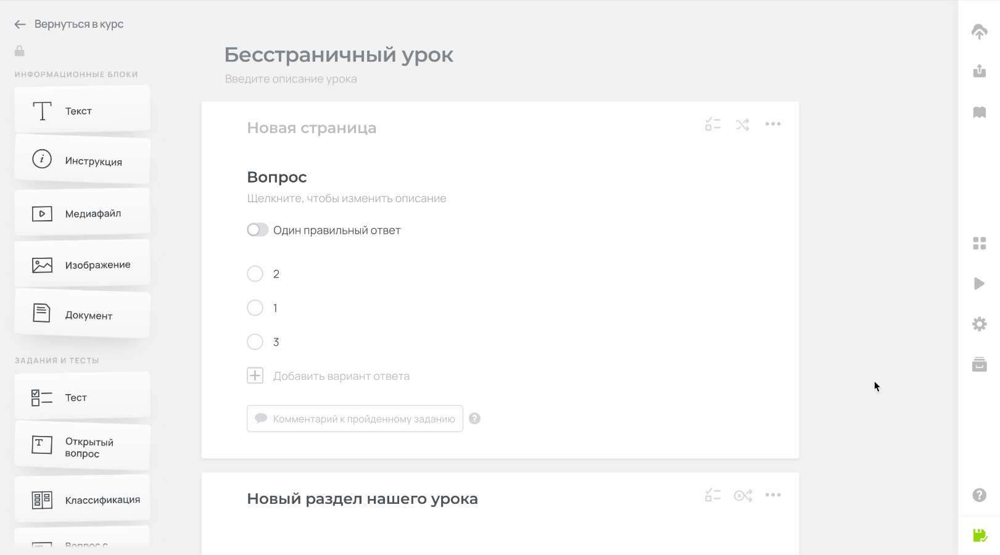 Вернуться в курс
ИНФОРМАЦИОННЫЕ БЛОКИ
Текст
Инструкция
Медиафайл
Изображение
Документ
ЗАДАНИЯ И ТЕСТЫ
Тест
Открытый
вопрос
Классификация
Вопрос с
Бесстраничный урок
Введите описание урока
Новая страница
Вопрос
Щелкните, чтобы изменить описание
Один правильный ответ
2
1
3
Добавить вариант ответа
Комментарий к пройденному заданию
Новый раздел нашего урока